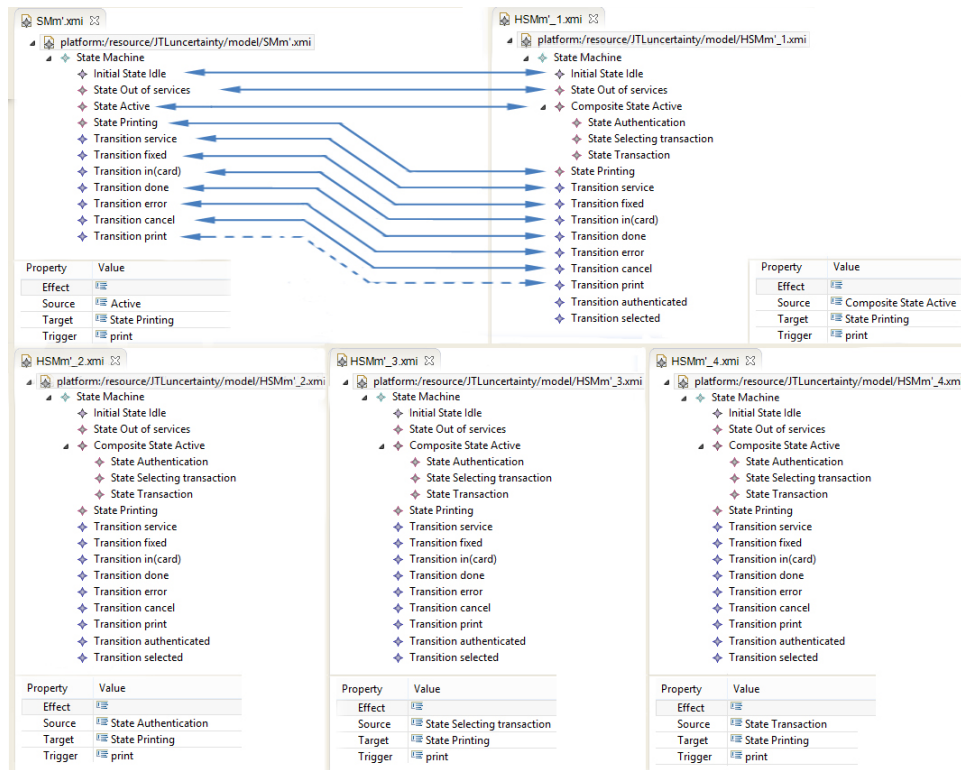 SMm'.xmi
platform:/resource/JTLuncertainty/model/SMm'.xmi
State Machine
Initial State Idle
State Out of services
State Active
State Printing
Transition service
Transition fixed
Transition in(card)
Transition done
Transition error
Transition cancel
Transition print
Property Value
Effect
Source Active
Target State Printing
Trigger print
HSMm'_1.xmi
platform:/resource/JTLuncertainty/model/HSMm'_1.xmi
State Machine
Initial State Idle
State Out of services
Composite State Active
State Authentication
State Selecting transaction
State Transaction
State Printing
Transition service
Transition fixed
Transition in(card)
Transition done
Transition error
Transition cancel
Transition print
Transition authenticated
Transition selected
Property Value
Effect
Source Composite State Active
Target State Printing
Trigger print
HSMm'_2.xmi
platform:/resource/JTLuncertainty/model/HSMm'_2.xmi
State Machine
Initial State Idle
State Out of services
Composite State Active
State Authentication
State Selecting transaction
State Transaction
State Printing
Transition service
Transition fixed
Transition in(card)
Transition done
Transition error
Transition cancel
Transition print
Transition authenticated
Transition selected
Property Value
Effect
Source State Authentication
Target State Printing
Trigger print
HSMm'_3.xmi
platform:/resource/JTLuncertainty/model/HSMm'_3.xmi
State Machine
Initial State Idle
State Out of services
Composite State Active
State Authentication
State Selecting transaction
State Transaction
State Printing
Transition service
Transition fixed
Transition in(card)
Transition done
Transition error
Transition cancel
Transition print
Transition authenticated
Transition selected
Property Value
Effect
Source State Selecting transaction
Target State Printing
Trigger print
HSMm'_4.xmi
platform:/resource/JTLuncertainty/model/HSMm'_4.xm
State Machine
Initial State Idle
State Out of services
Composite State Active
State Authentication
State Selecting transaction
State Transaction
State Printing
Transition service
Transition fixed
Transition in(card)
Transition done
Transition error
Transition cancel
Transition print
Transition authenticated
Transition selected
Property Value
Effect
Source State Transaction
Target State Printing
Trigger print